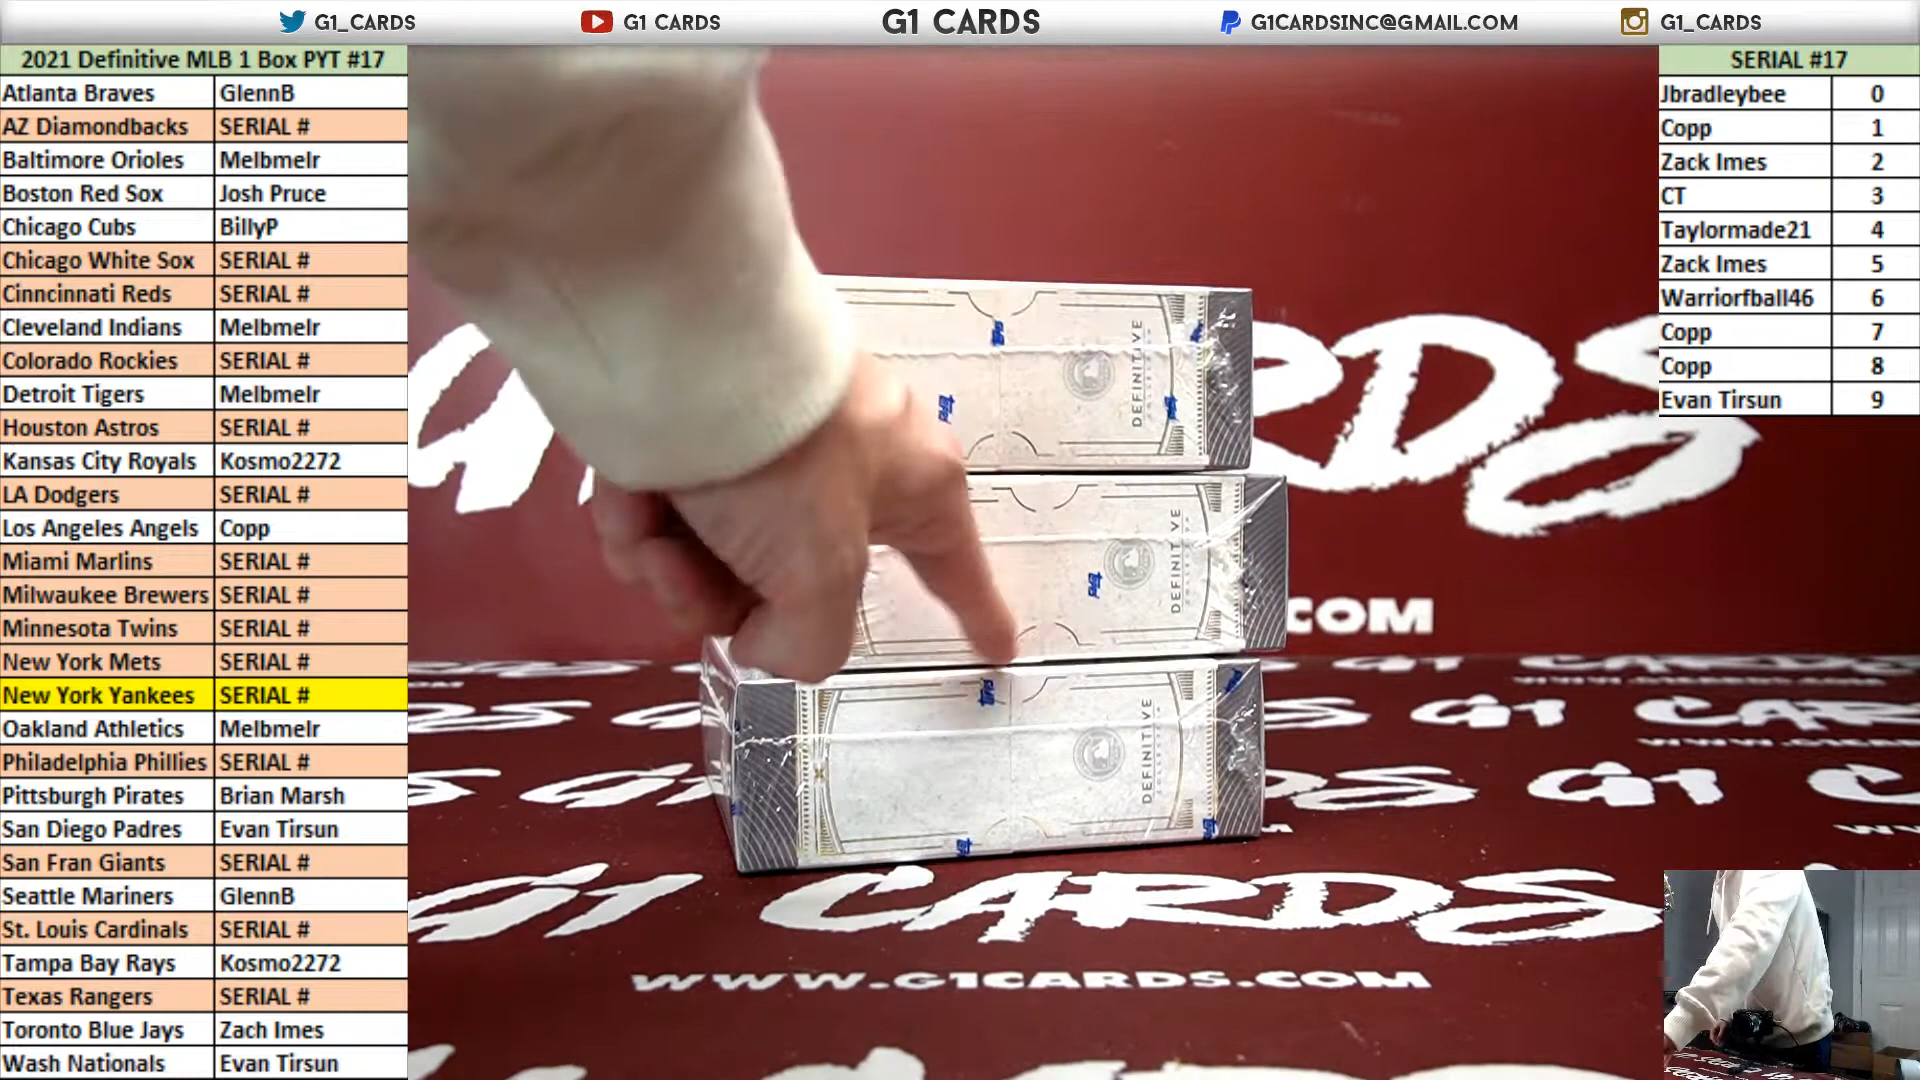 G1_CARDS G1 CARDS G1 CARDS G1CARDSINC@GMAIL.COM G1_CARDS
2021 Definitive MLB 1 Box PYT #17
Atlanta Braves GlennB
AZ Diamondbacks SERIAL #
Baltimore Orioles Melbmelr
Boston Red Sox Josh Pruce
Chicago Cubs BillyP
Chicago White Sox SERIAL #
Cinncinnati Reds SERIAL #
Cleveland Indians Melbmelr
Colorado Rockies SERIAL #
Detroit Tigers Melbmelr
Houston Astros SERIAL #
Kansas City Royals Kosmo2272
LA Dodgers SERIAL #
Los Angeles Angels Copp
Miami Marlins SERIAL #
Milwaukee Brewers SERIAL #
Minnesota Twins SERIAL #
New York Mets SERIAL #
New York Yankees SERIAL #
Oakland Athletics Melbmelr
Philadelphia Phillies SERIAL #
Pittsburgh Pirates Brian Marsh
San Diego Padres Evan Tirsun
San Fran Giants SERIAL #
Seattle Mariners GlennB
St. Louis Cardinals SERIAL #
Tampa Bay Rays Kosmo2272
Texas Rangers SERIAL #
Toronto Blue Jays Zach Imes
Wash Nationals Evan Tirsun
SERIAL #17
Jbradleybee 0
Copp 1
Zack Imes 2
CT 3
Taylormade21 4
Zack Imes 5
Warriorfball46 6
Copp 7
Copp 8
Evan Tirsun 9
DEFINITIVE
DEFINITIVE
DEFINITIVE
RDS
.COM
G1 CARDS
G1 CARDS
WWW.G1CARDS.COM